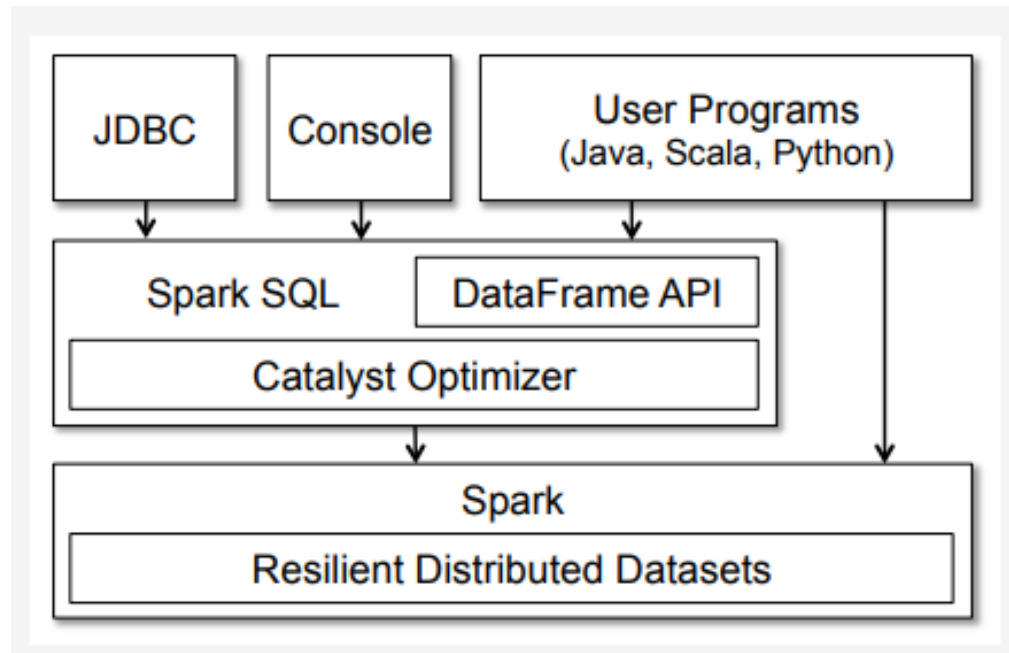 JDBC
Console
User Programs
(Java, Scala, Python)
Spark SQL
DataFrame API
Catalyst Optimizer
Spark
Resilient Distributed Datasets